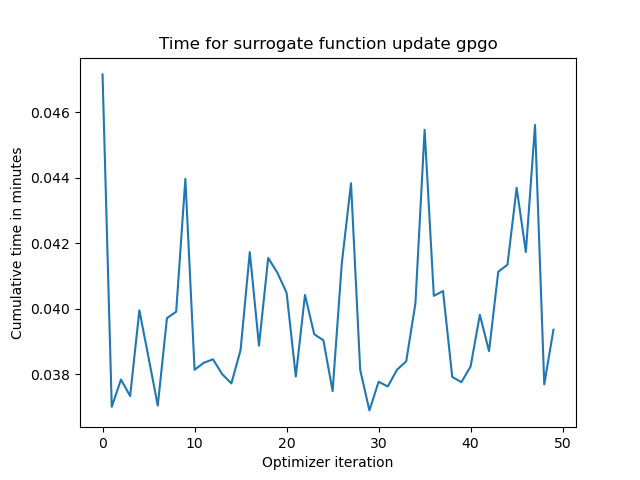 Time for surrogate function update gpgo
Cumulative time in minutes
0.046
0.044
0.042
0.040
0.038
0 10 20 30 40 50
Optimizer iteration